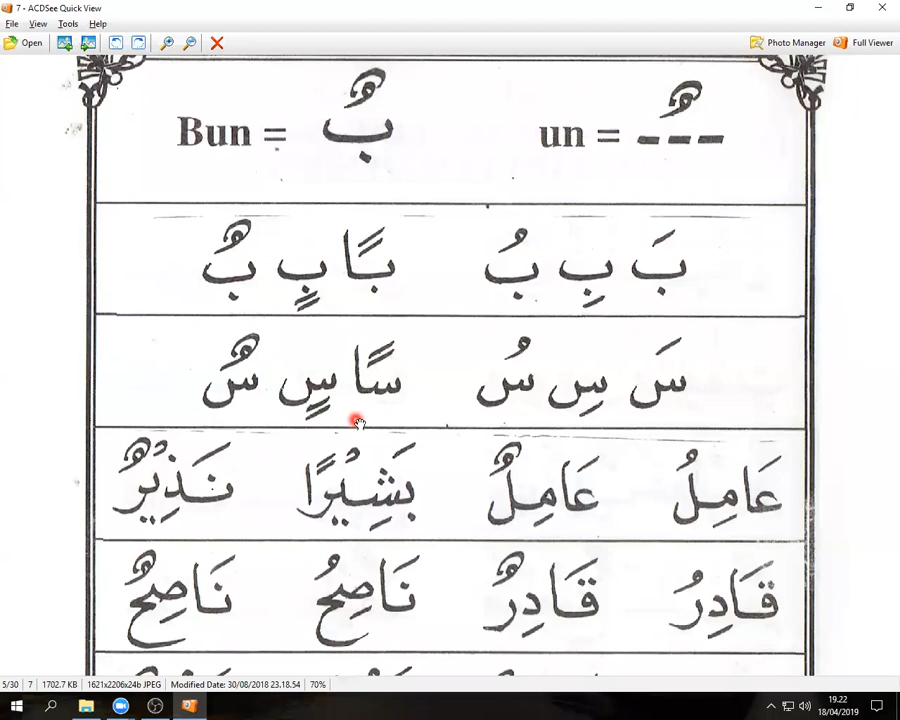 7 - ACDSee Quick View
File View Tools Help
Open Photo Manager Full Viewer
Bun = بٌ un = ـٌ
بَ بِ بُ بًا بٍ بٌ
سَ سِ سُ سًا سٍ سٌ
عَامِلُ عَامِلٌ بَشِيْرًا نَذِيْرٌ
قَادِرُ قَادِرٌ نَاصِحُ نَاصِحٌ
5/30 7 1702.7 KB 1621x2206x24b JPEG Modified Date: 30/08/2018 23.18.54 70%
19.22
18/04/2019